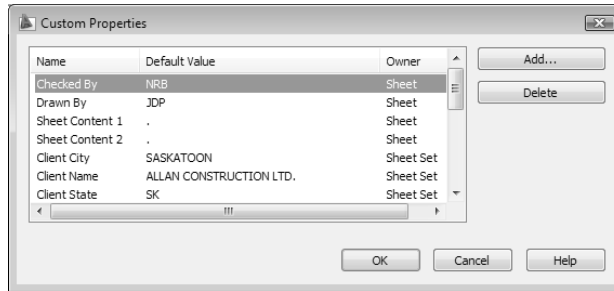 Custom Properties
Name Default Value Owner
Checked By NRB Sheet
Drawn By JDP Sheet
Sheet Content 1 . Sheet
Sheet Content 2 . Sheet
Client City SASKATOON Sheet Set
Client Name ALLAN CONSTRUCTION LTD. Sheet Set
Client State SK Sheet Set
Add...
Delete
OK Cancel Help